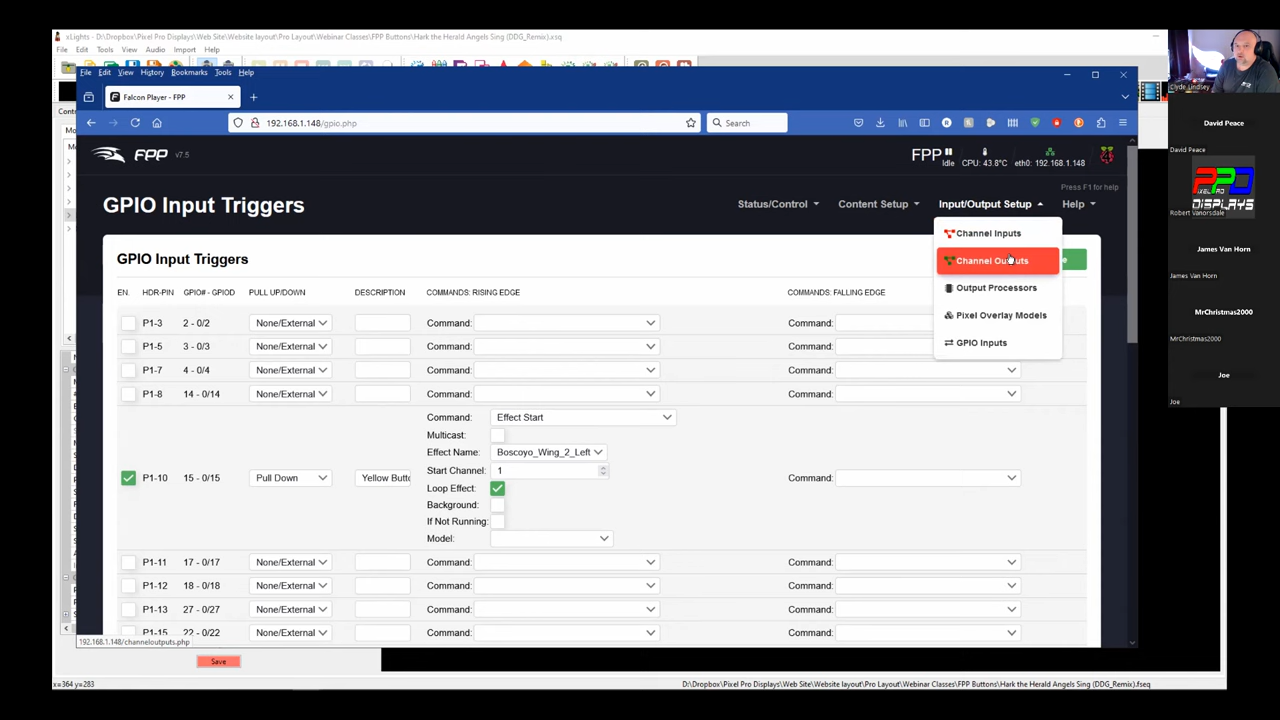 xLights - D:\Dropbox\Pixel Pro Displays\Web Site\Website layout\Pro Layout\Webinar Classes\FPP Buttons\Hark the Herald Angels Sing (DDG_Remix).xsq
File Edit View Tools Audio Import Help
File Edit View History Bookmarks Tools Help
Falcon Player - FPP
192.168.1.148/gpio.php
Search
FPP v7.5
FPP Idle CPU: 43.8°C eth0: 192.168.1.148
Press F1 for help
GPIO Input Triggers
Status/Control Content Setup Input/Output Setup Help
Channel Inputs
Channel Outputs
Output Processors
Pixel Overlay Models
GPIO Inputs
GPIO Input Triggers
EN. HDR-PIN GPIO# - GPIOD PULL UP/DOWN DESCRIPTION COMMANDS: RISING EDGE COMMANDS: FALLING EDGE
P1-3 2 - 0/2 None/External Command: Command:
P1-5 3 - 0/3 None/External Command: Command:
P1-7 4 - 0/4 None/External Command: Command:
P1-8 14 - 0/14 None/External Command: Command:
Command: Effect Start
Multicast:
Effect Name: Boscoyo_Wing_2_Left
Start Channel: 1
P1-10 15 - 0/15 Pull Down Yellow Butto Command:
Loop Effect:
Background:
If Not Running:
Model:
P1-11 17 - 0/17 None/External Command: Command:
P1-12 18 - 0/18 None/External Command: Command:
P1-13 27 - 0/27 None/External Command: Command:
P1-15 22 - 0/22 None/External Command: Command:
192.168.1.148/channeloutputs.php
Save
x=364 y=283
D:\Dropbox\Pixel Pro Displays\Web Site\Website layout\Pro Layout\Webinar Classes\FPP Buttons\Hark the Herald Angels Sing (DDG_Remix).fseq
Clyde Lindsey
David Peace
David Peace
PPD
PIXEL PRO
DISPLAYS
Robert Vanorsdale
James Van Horn
James Van Horn
MrChristmas2000
MrChristmas2000
Joe
Joe